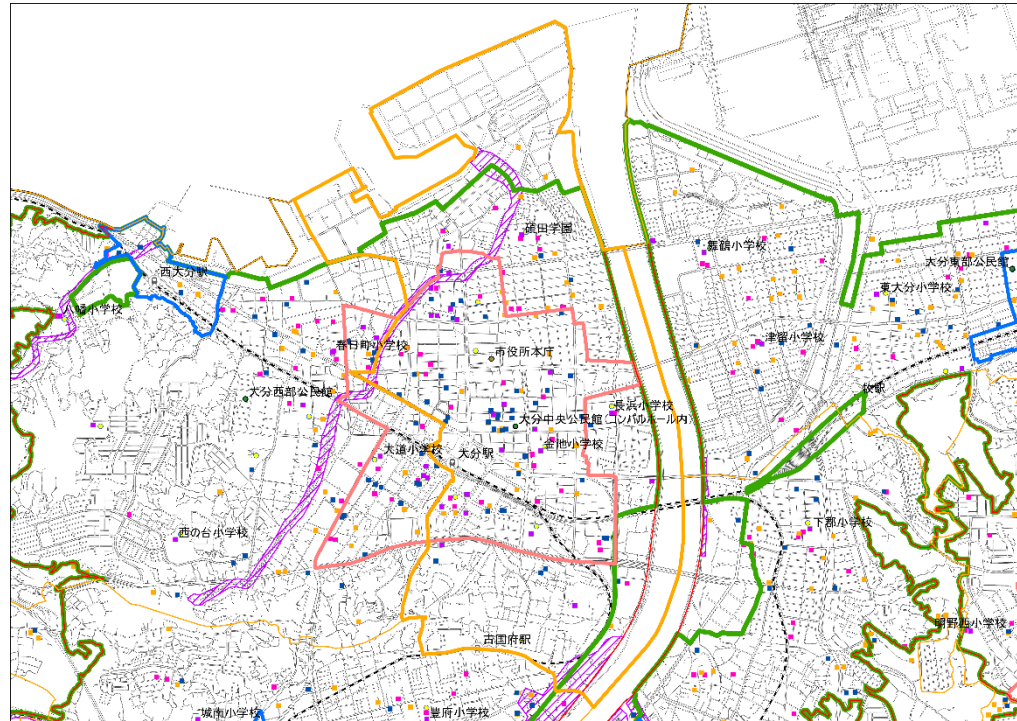 碩田学園
舞鶴小学校
大分東部公民館
西大分駅
東大分小学校
八幡小学校
津留小学校
春日町小学校
市役所本庁
牧駅
大分西部公民館
長浜小学校
大分中央公民館(コンパルホール内)
金池小学校
大道小学校
大分駅
下郡小学校
西の台小学校
明野西小学校
古国府駅
城南小学校
豊府小学校